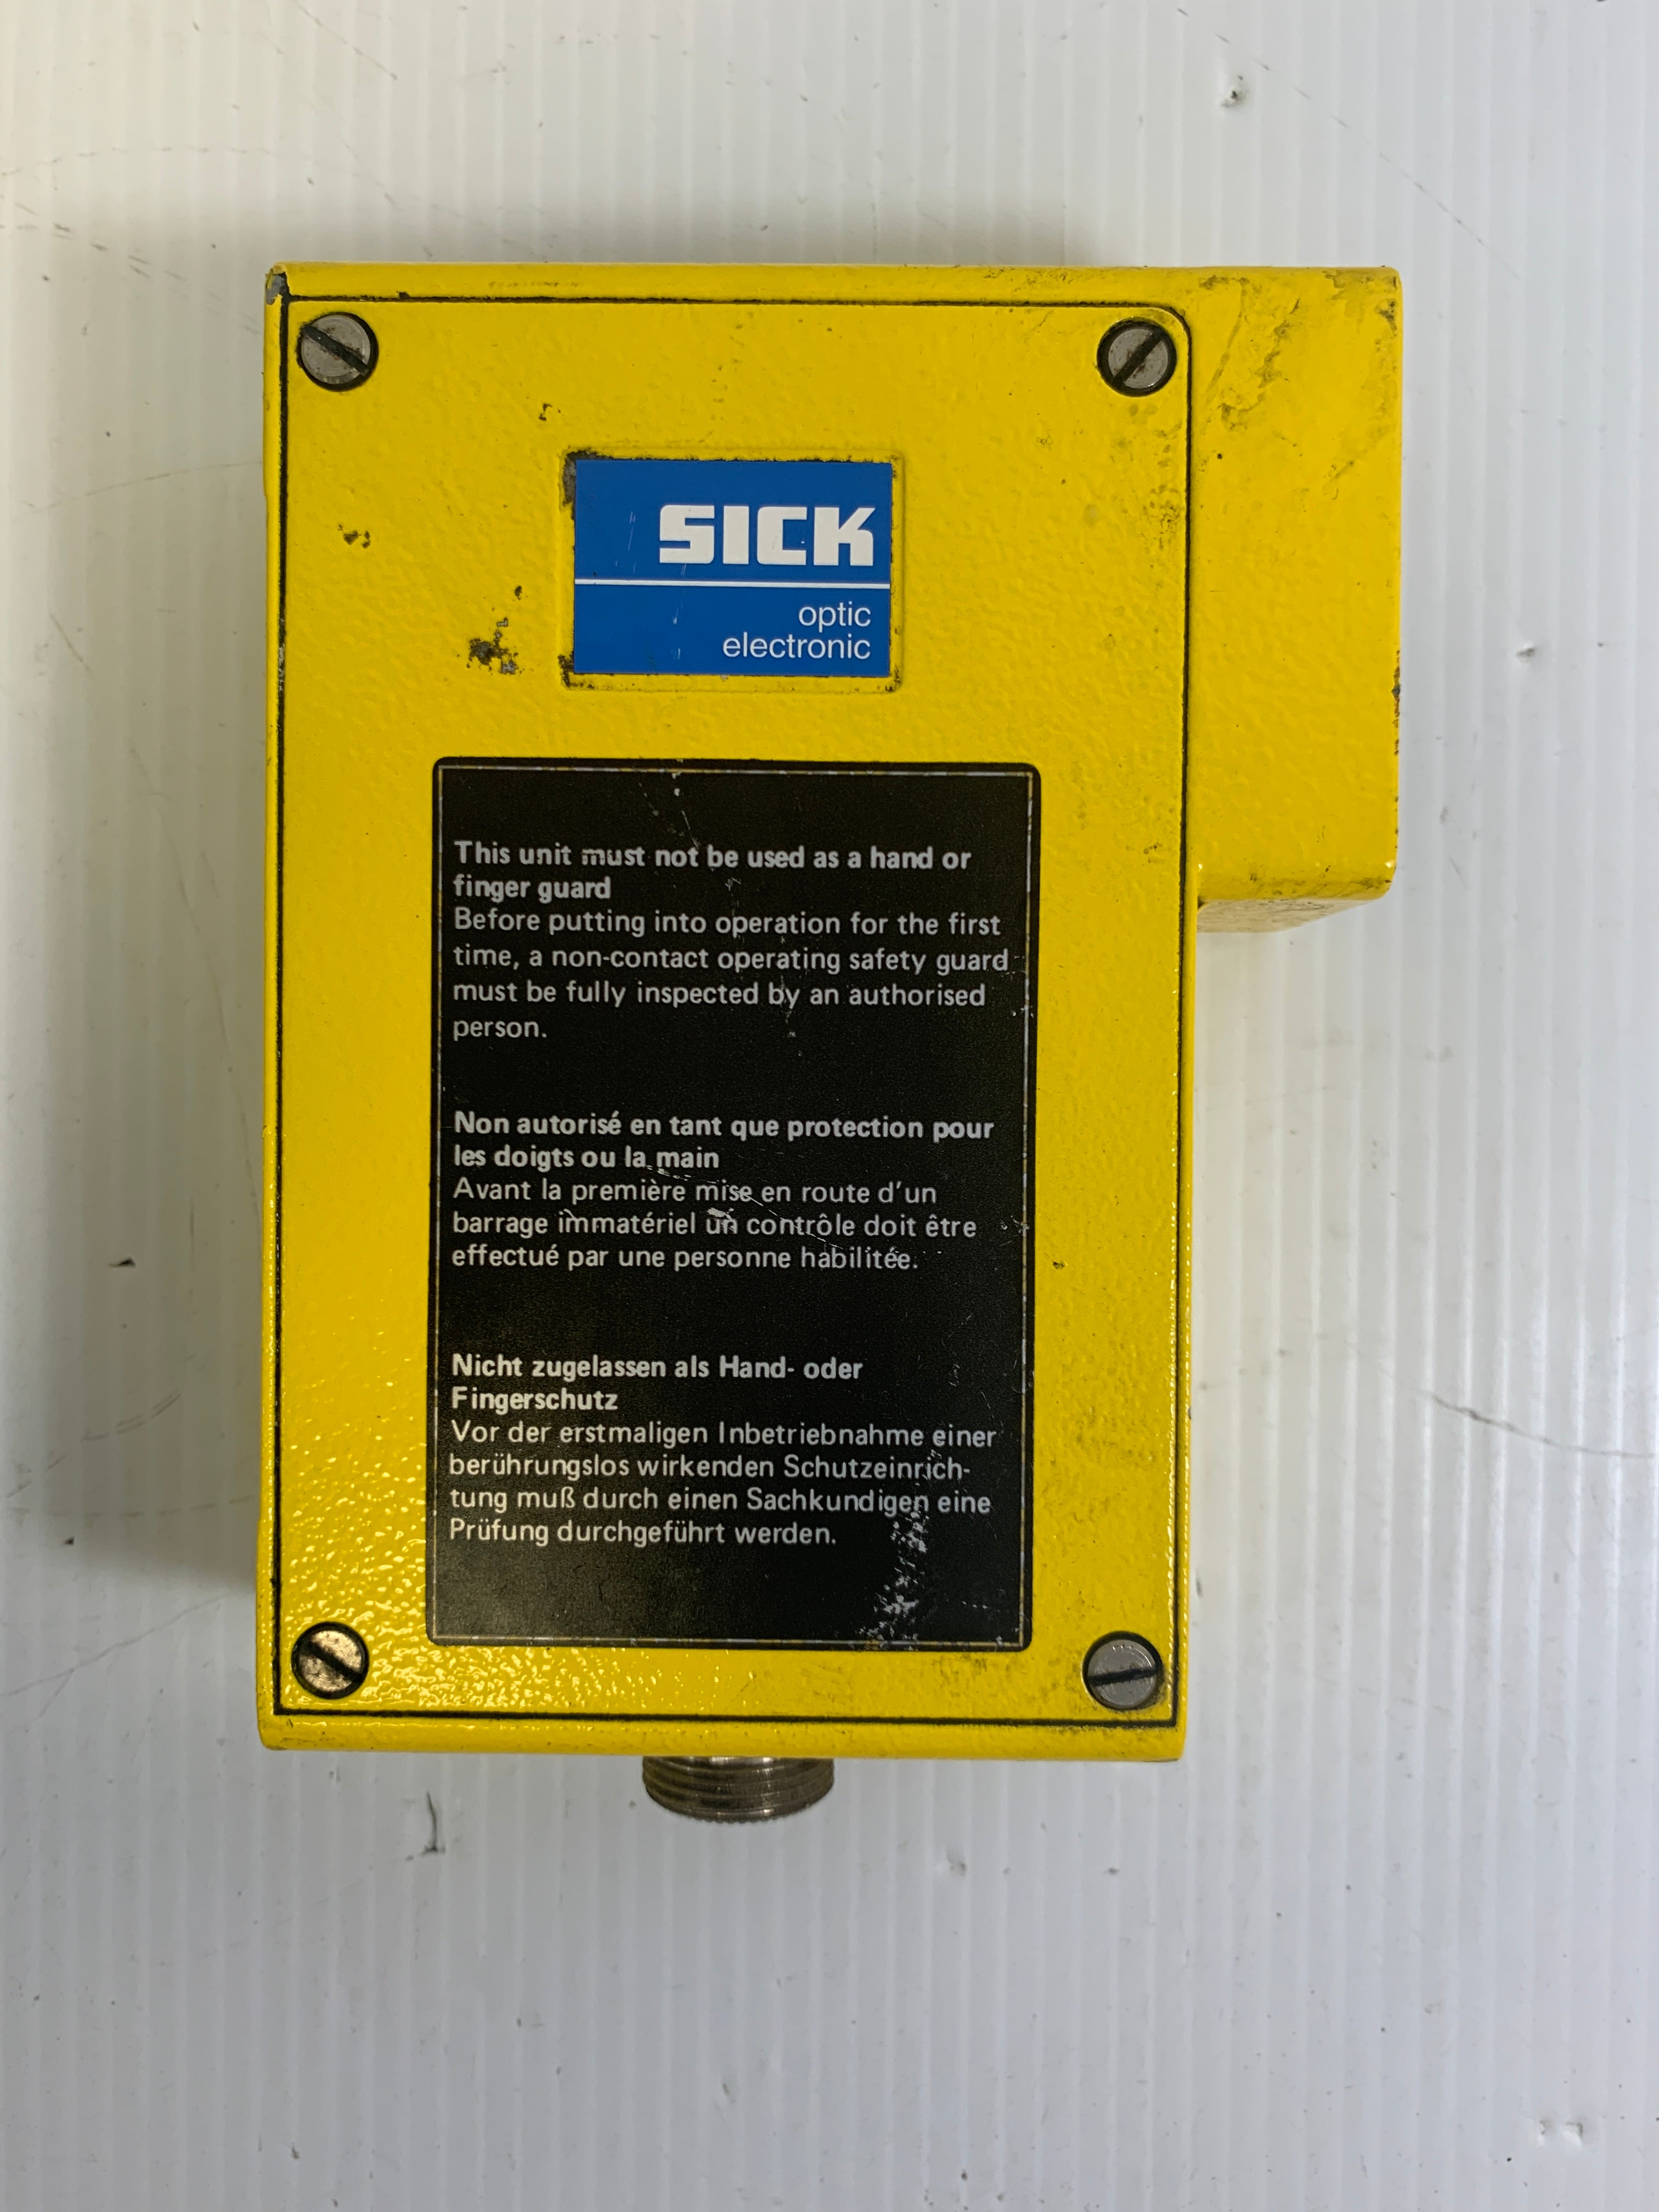 SICK
optic
electronic
This unit must not be used as a hand or
finger guard
Before putting into operation for the first
time, a non-contact operating safety guard
must be fully inspected by an authorised
person.
Non autorisé en tant que protection pour
les doigts ou la main
Avant la première mise en route d'un
barrage immatériel un contrôle doit être
effectué par une personne habilitée.
Nicht zugelassen als Hand- oder
Fingerschutz
Vor der erstmaligen Inbetriebnahme einer
berührungslos wirkenden Schutzeinrich-
tung muß durch einen Sachkundigen eine
Prüfung durchgeführt werden.